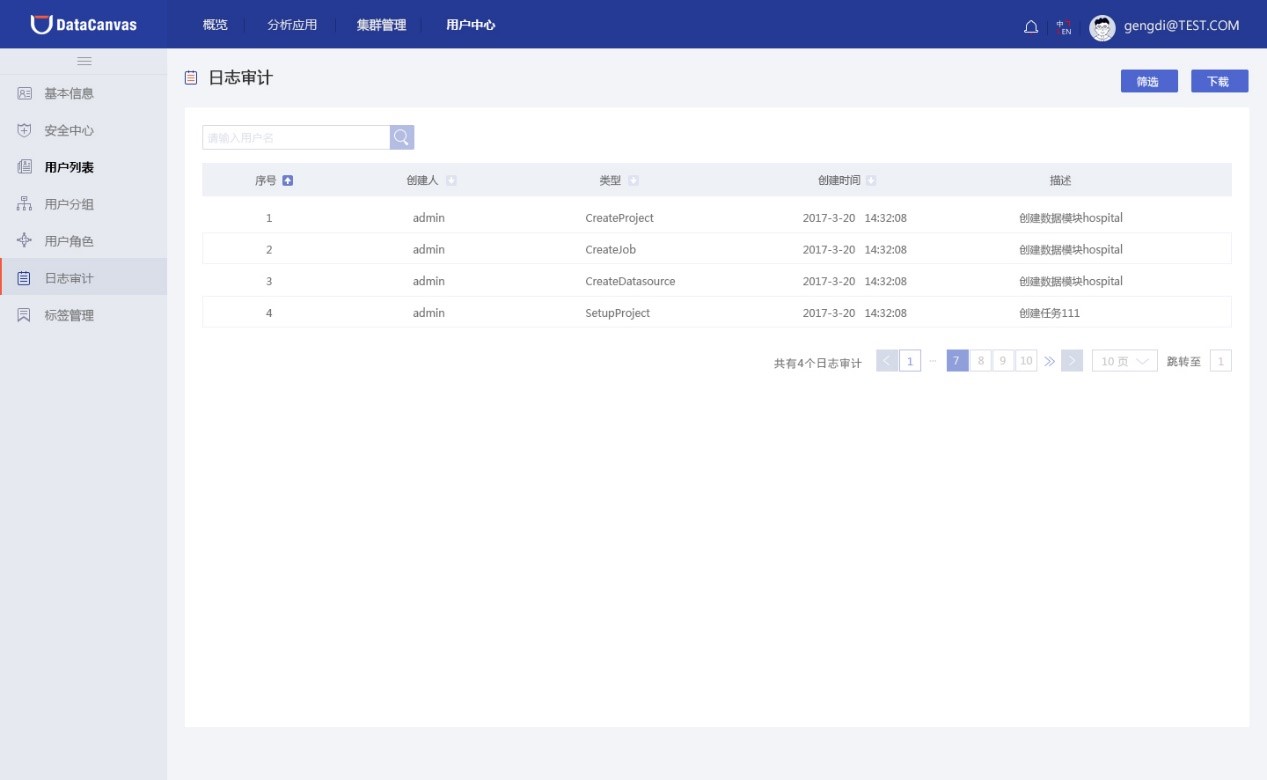 DataCanvas 概览 分析应用 集群管理 用户中心 中 EN gengdi@TEST.COM
基本信息
安全中心
用户列表
用户分组
用户角色
日志审计
标签管理
日志审计 筛选 下载
请输入用户名
序号 创建人 类型 创建时间 描述
1 admin CreateProject 2017-3-20 14:32:08 创建数据模块hospital
2 admin CreateJob 2017-3-20 14:32:08 创建数据模块hospital
3 admin CreateDatasource 2017-3-20 14:32:08 创建数据模块hospital
4 admin SetupProject 2017-3-20 14:32:08 创建任务111
共有4个日志审计 < 1 ... 7 8 9 10 >> > 10 页 跳转至 1